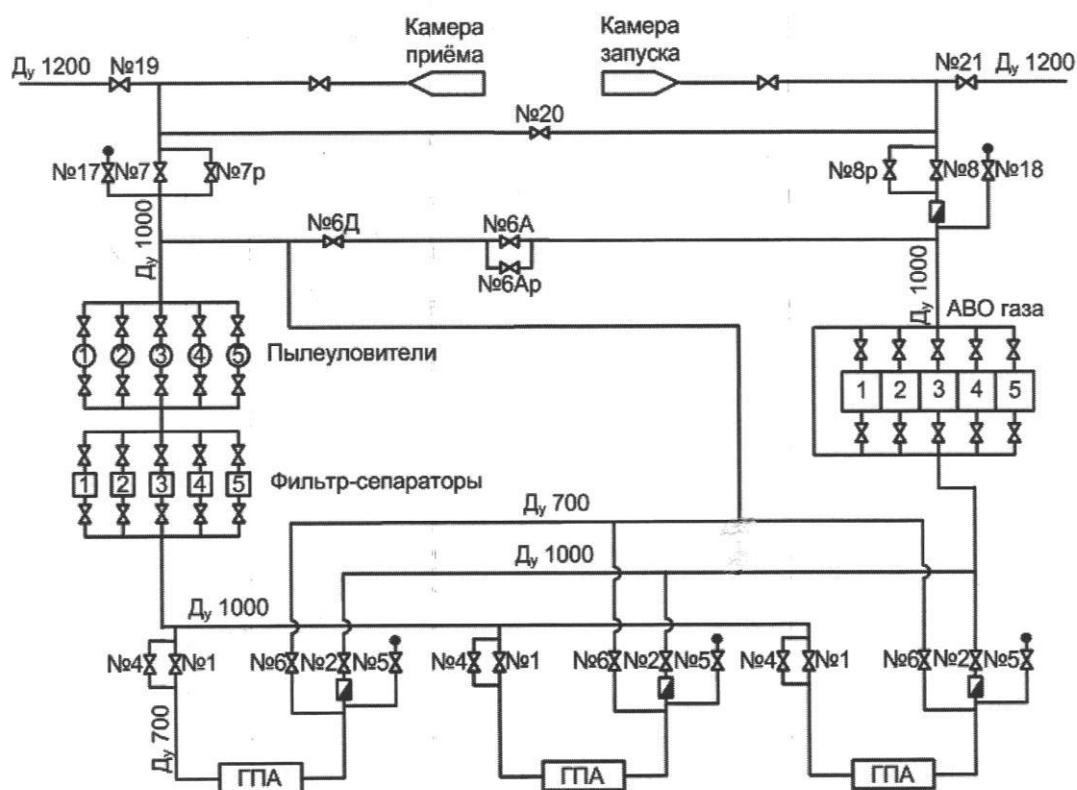 Камера
приёма
Камера
запуска
Ду 1200
№19
№21
Ду 1200
№20
№17
№7
№7р
№8р
№8
№18
Ду 1000
№6Д
№6А
№6Ар
Ду 1000
АВО газа
1 2 3 4 5
Пылеуловители
1 2 3 4 5
1 2 3 4 5
Фильтр-сепараторы
Ду 700
Ду 1000
Ду 1000
№4 №1 №6 №2 №5 №4 №1 №6 №2 №5 №4 №1 №6 №2 №5
Ду 700
ГПА ГПА ГПА